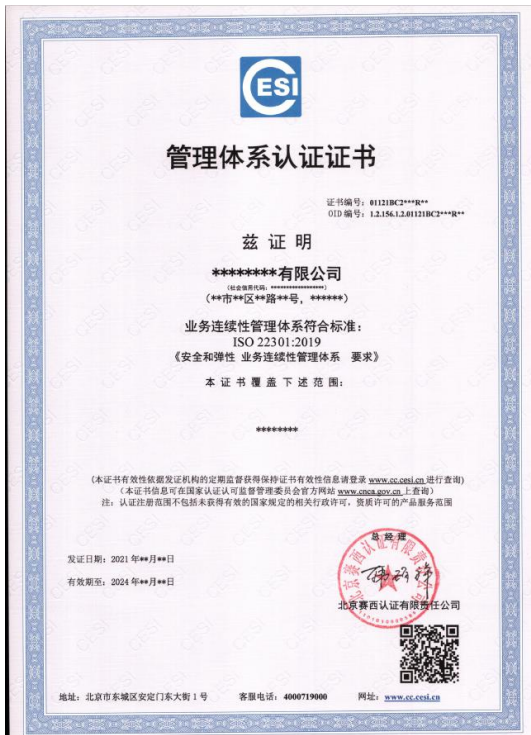 CESI
管理体系认证证书
证书编号：01121BC2***R**
OID 编号：1.2.156.1.2.01121BC2***R**
兹证明
********有限公司
（社会信用代码：******************）
（**市**区**路**号，******）
业务连续性管理体系符合标准：
ISO 22301:2019
《安全和弹性 业务连续性管理体系 要求》
本证书覆盖下述范围：
********
(本证书有效性依据发证机构的定期监督获得保持证书有效性信息请登录 www.cc.cesi.cn 进行查询)
（本证书信息可在国家认证认可监督管理委员会官方网站 www.cnca.gov.cn 上查询）
注：认证注册范围不包括未获得有效的国家规定的相关行政许可、资质许可的产品服务范围
总经理
发证日期：2021 年**月**日
有效期至：2024 年**月**日
北京赛西认证有限责任公司
地址：北京市东城区安定门东大街 1 号 客服电话：4000719000 网址：www.cc.cesi.cn